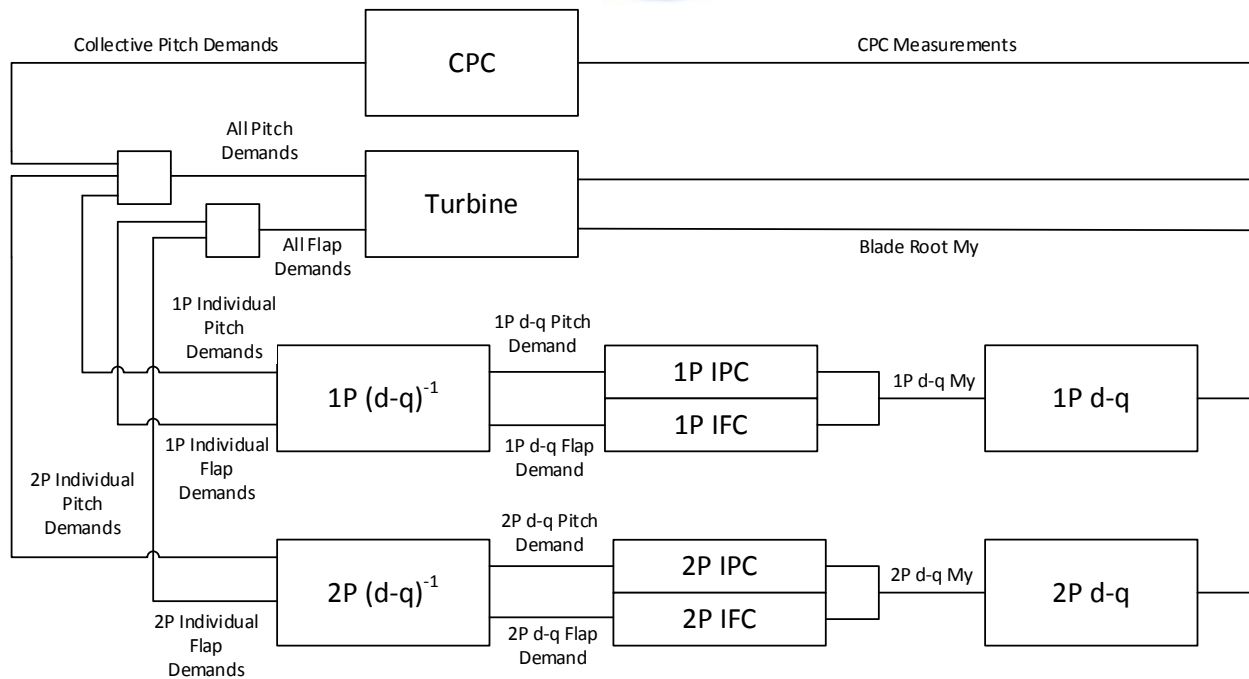 Collective Pitch Demands
CPC
CPC Measurements
All Pitch
Demands
Turbine
All Flap
Demands
Blade Root My
1P Individual
Pitch
Demands
1P d-q Pitch
Demand
1P (d-q)⁻¹
1P IPC
1P IFC
1P d-q My
1P d-q
1P Individual
Flap
Demands
1P d-q Flap
Demand
2P Individual
Pitch
Demands
2P d-q Pitch
Demand
2P (d-q)⁻¹
2P IPC
2P IFC
2P d-q My
2P d-q
2P Individual
Flap
Demands
2P d-q Flap
Demand